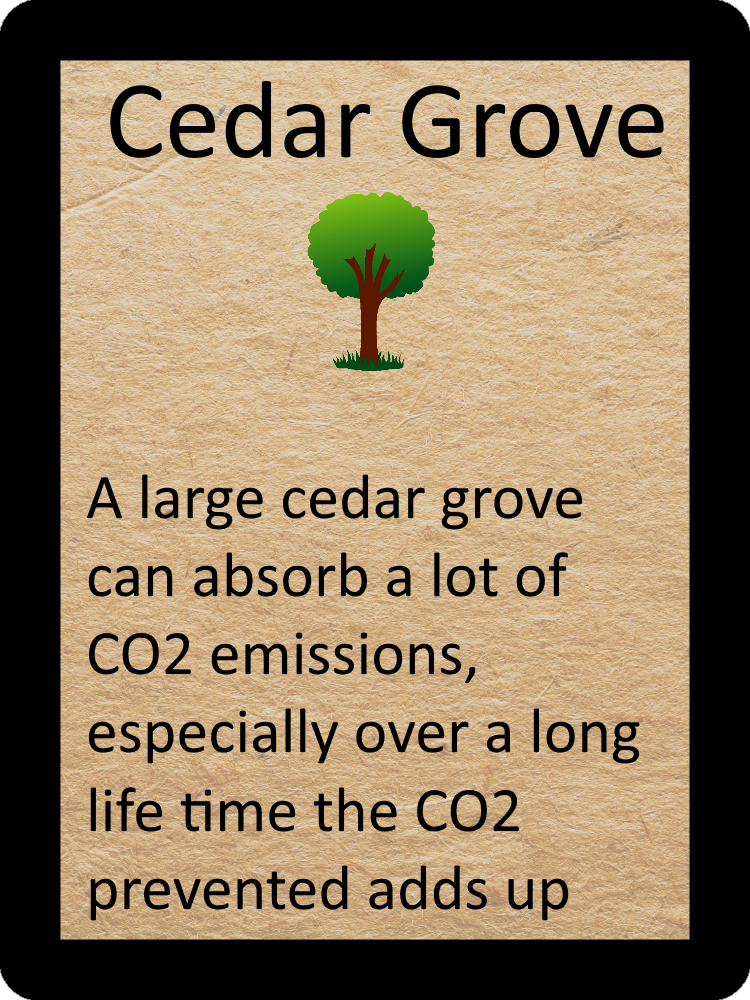 Cedar Grove
A large cedar grove
can absorb a lot of
CO2 emissions,
especially over a long
life time the CO2
prevented adds up